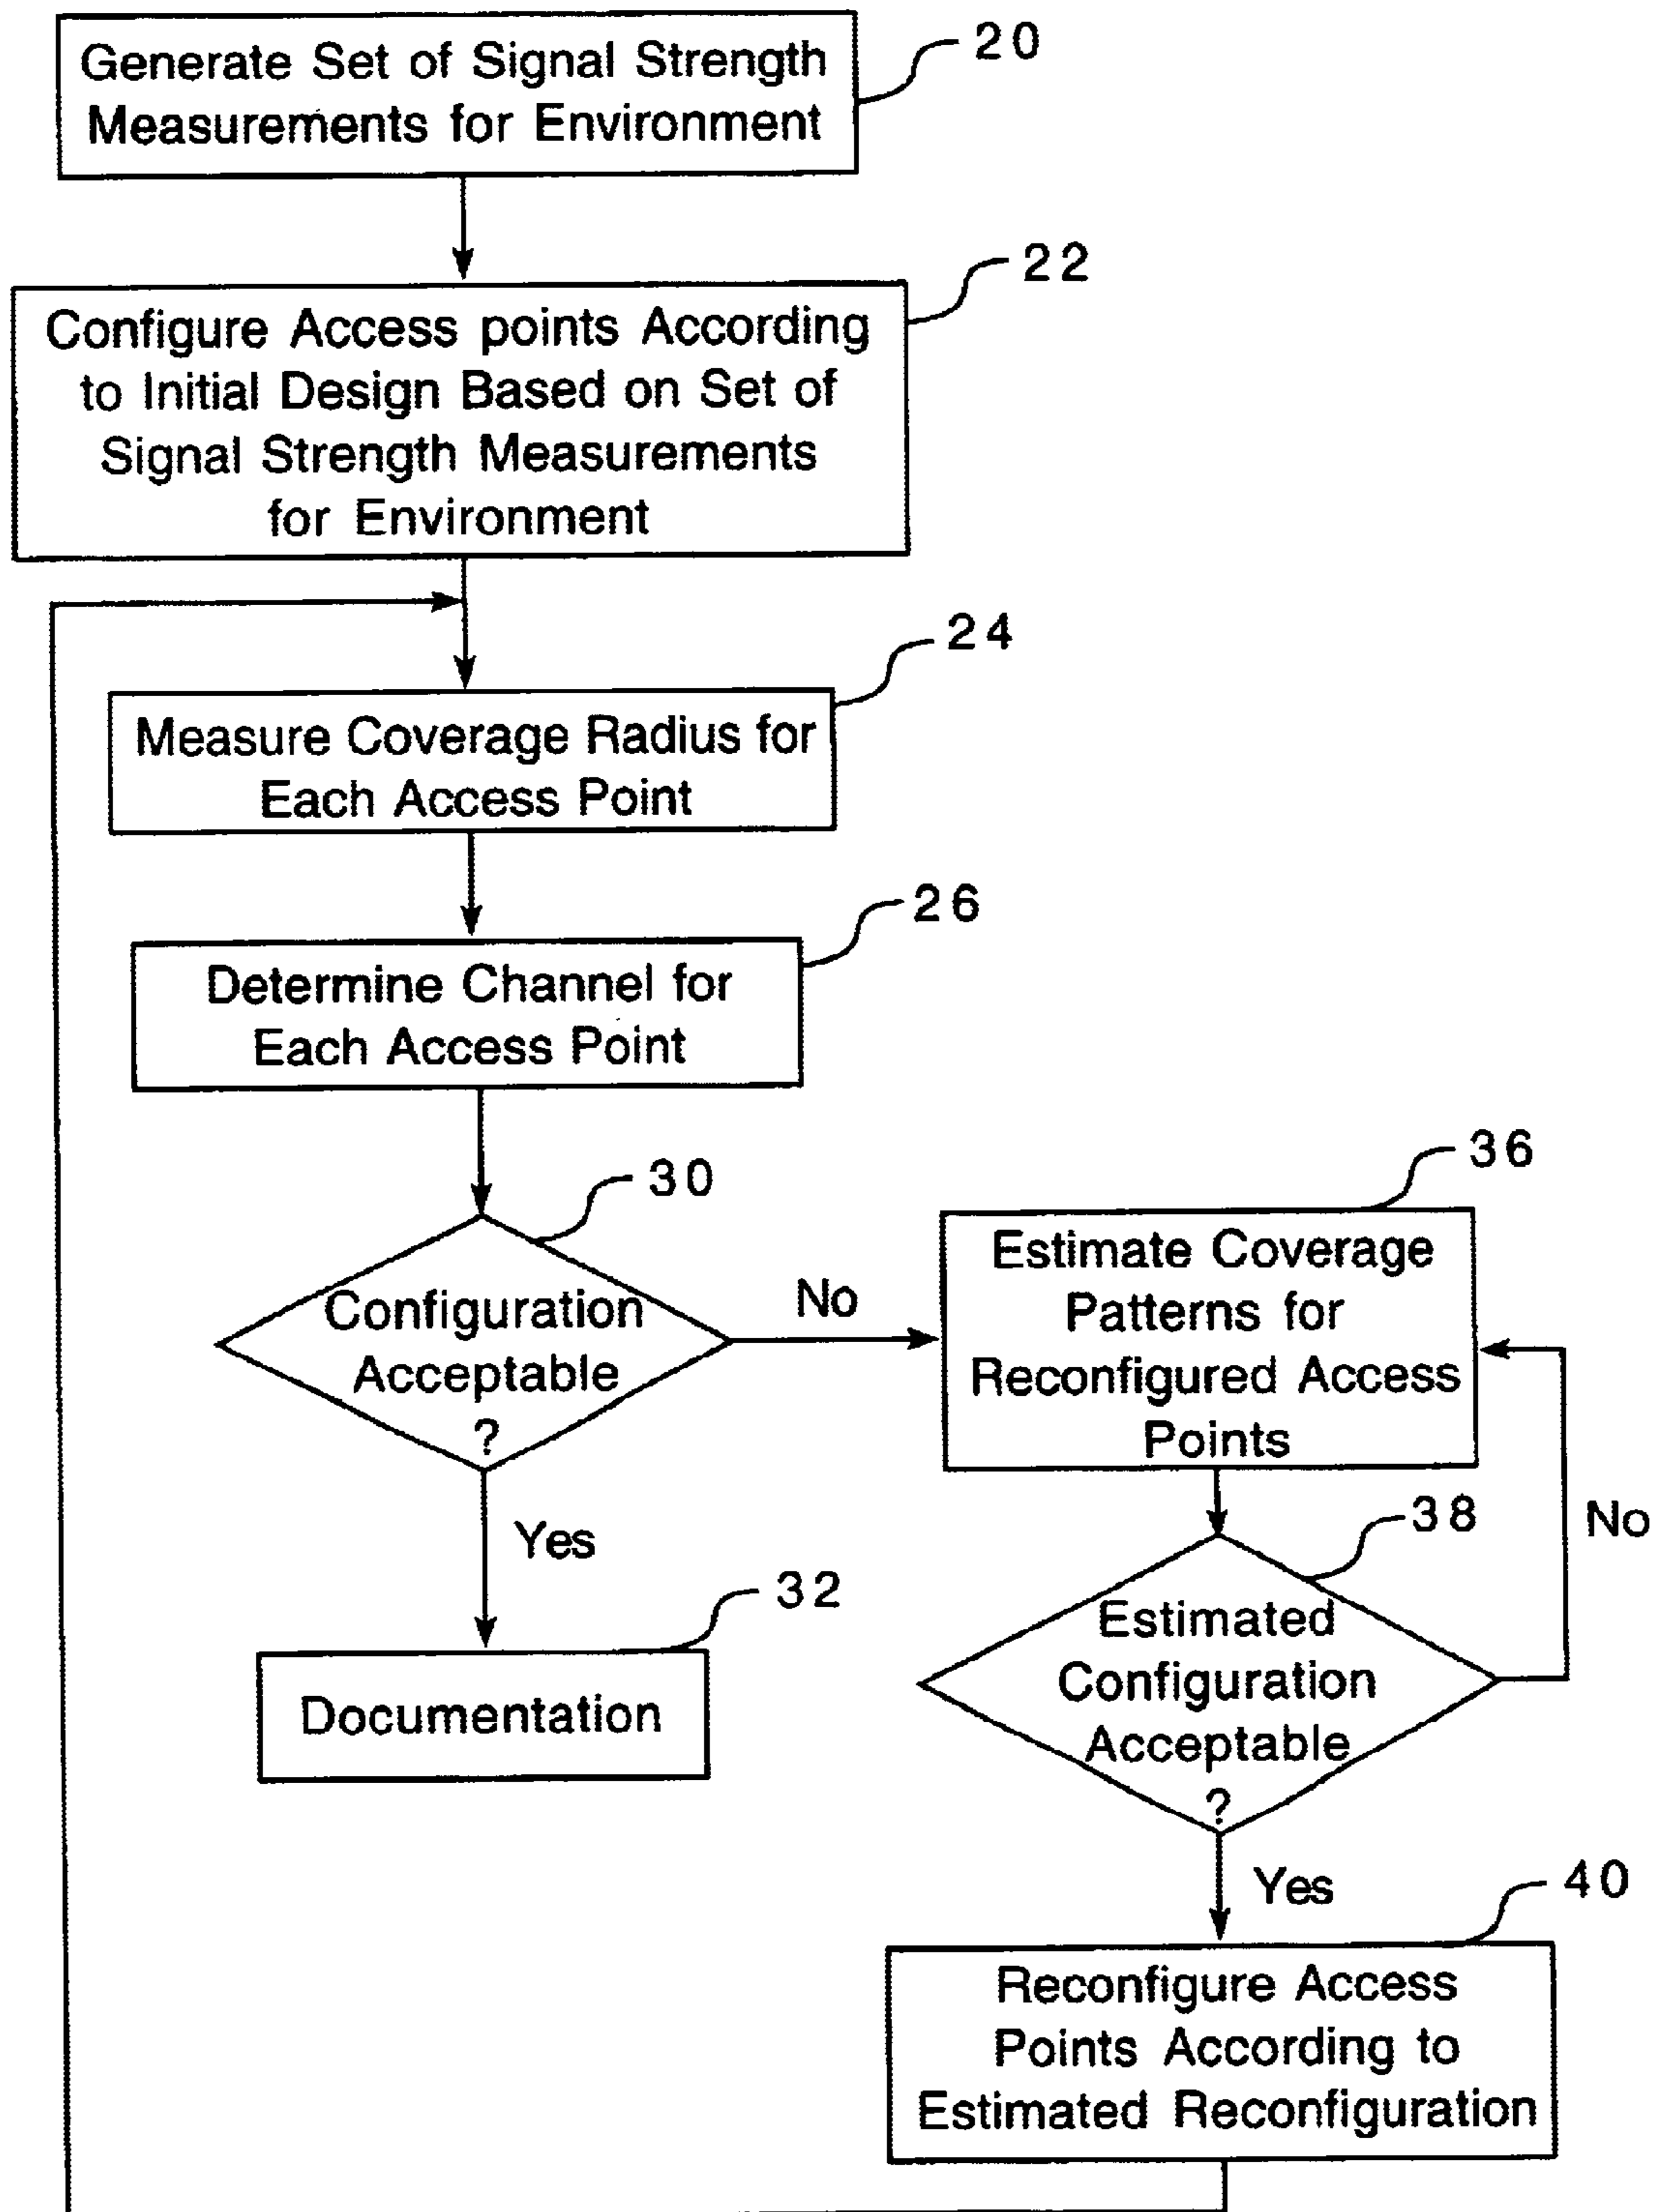 Generate Set of Signal Strength
Measurements for Environment
20
Configure Access points According
to Initial Design Based on Set of
Signal Strength Measurements
for Environment
22
Measure Coverage Radius for
Each Access Point
24
Determine Channel for
Each Access Point
26
Configuration
Acceptable
?
30
No
Yes
Documentation
32
Estimate Coverage
Patterns for
Reconfigured Access
Points
36
Estimated
Configuration
Acceptable
?
38
No
Yes
Reconfigure Access
Points According to
Estimated Reconfiguration
40